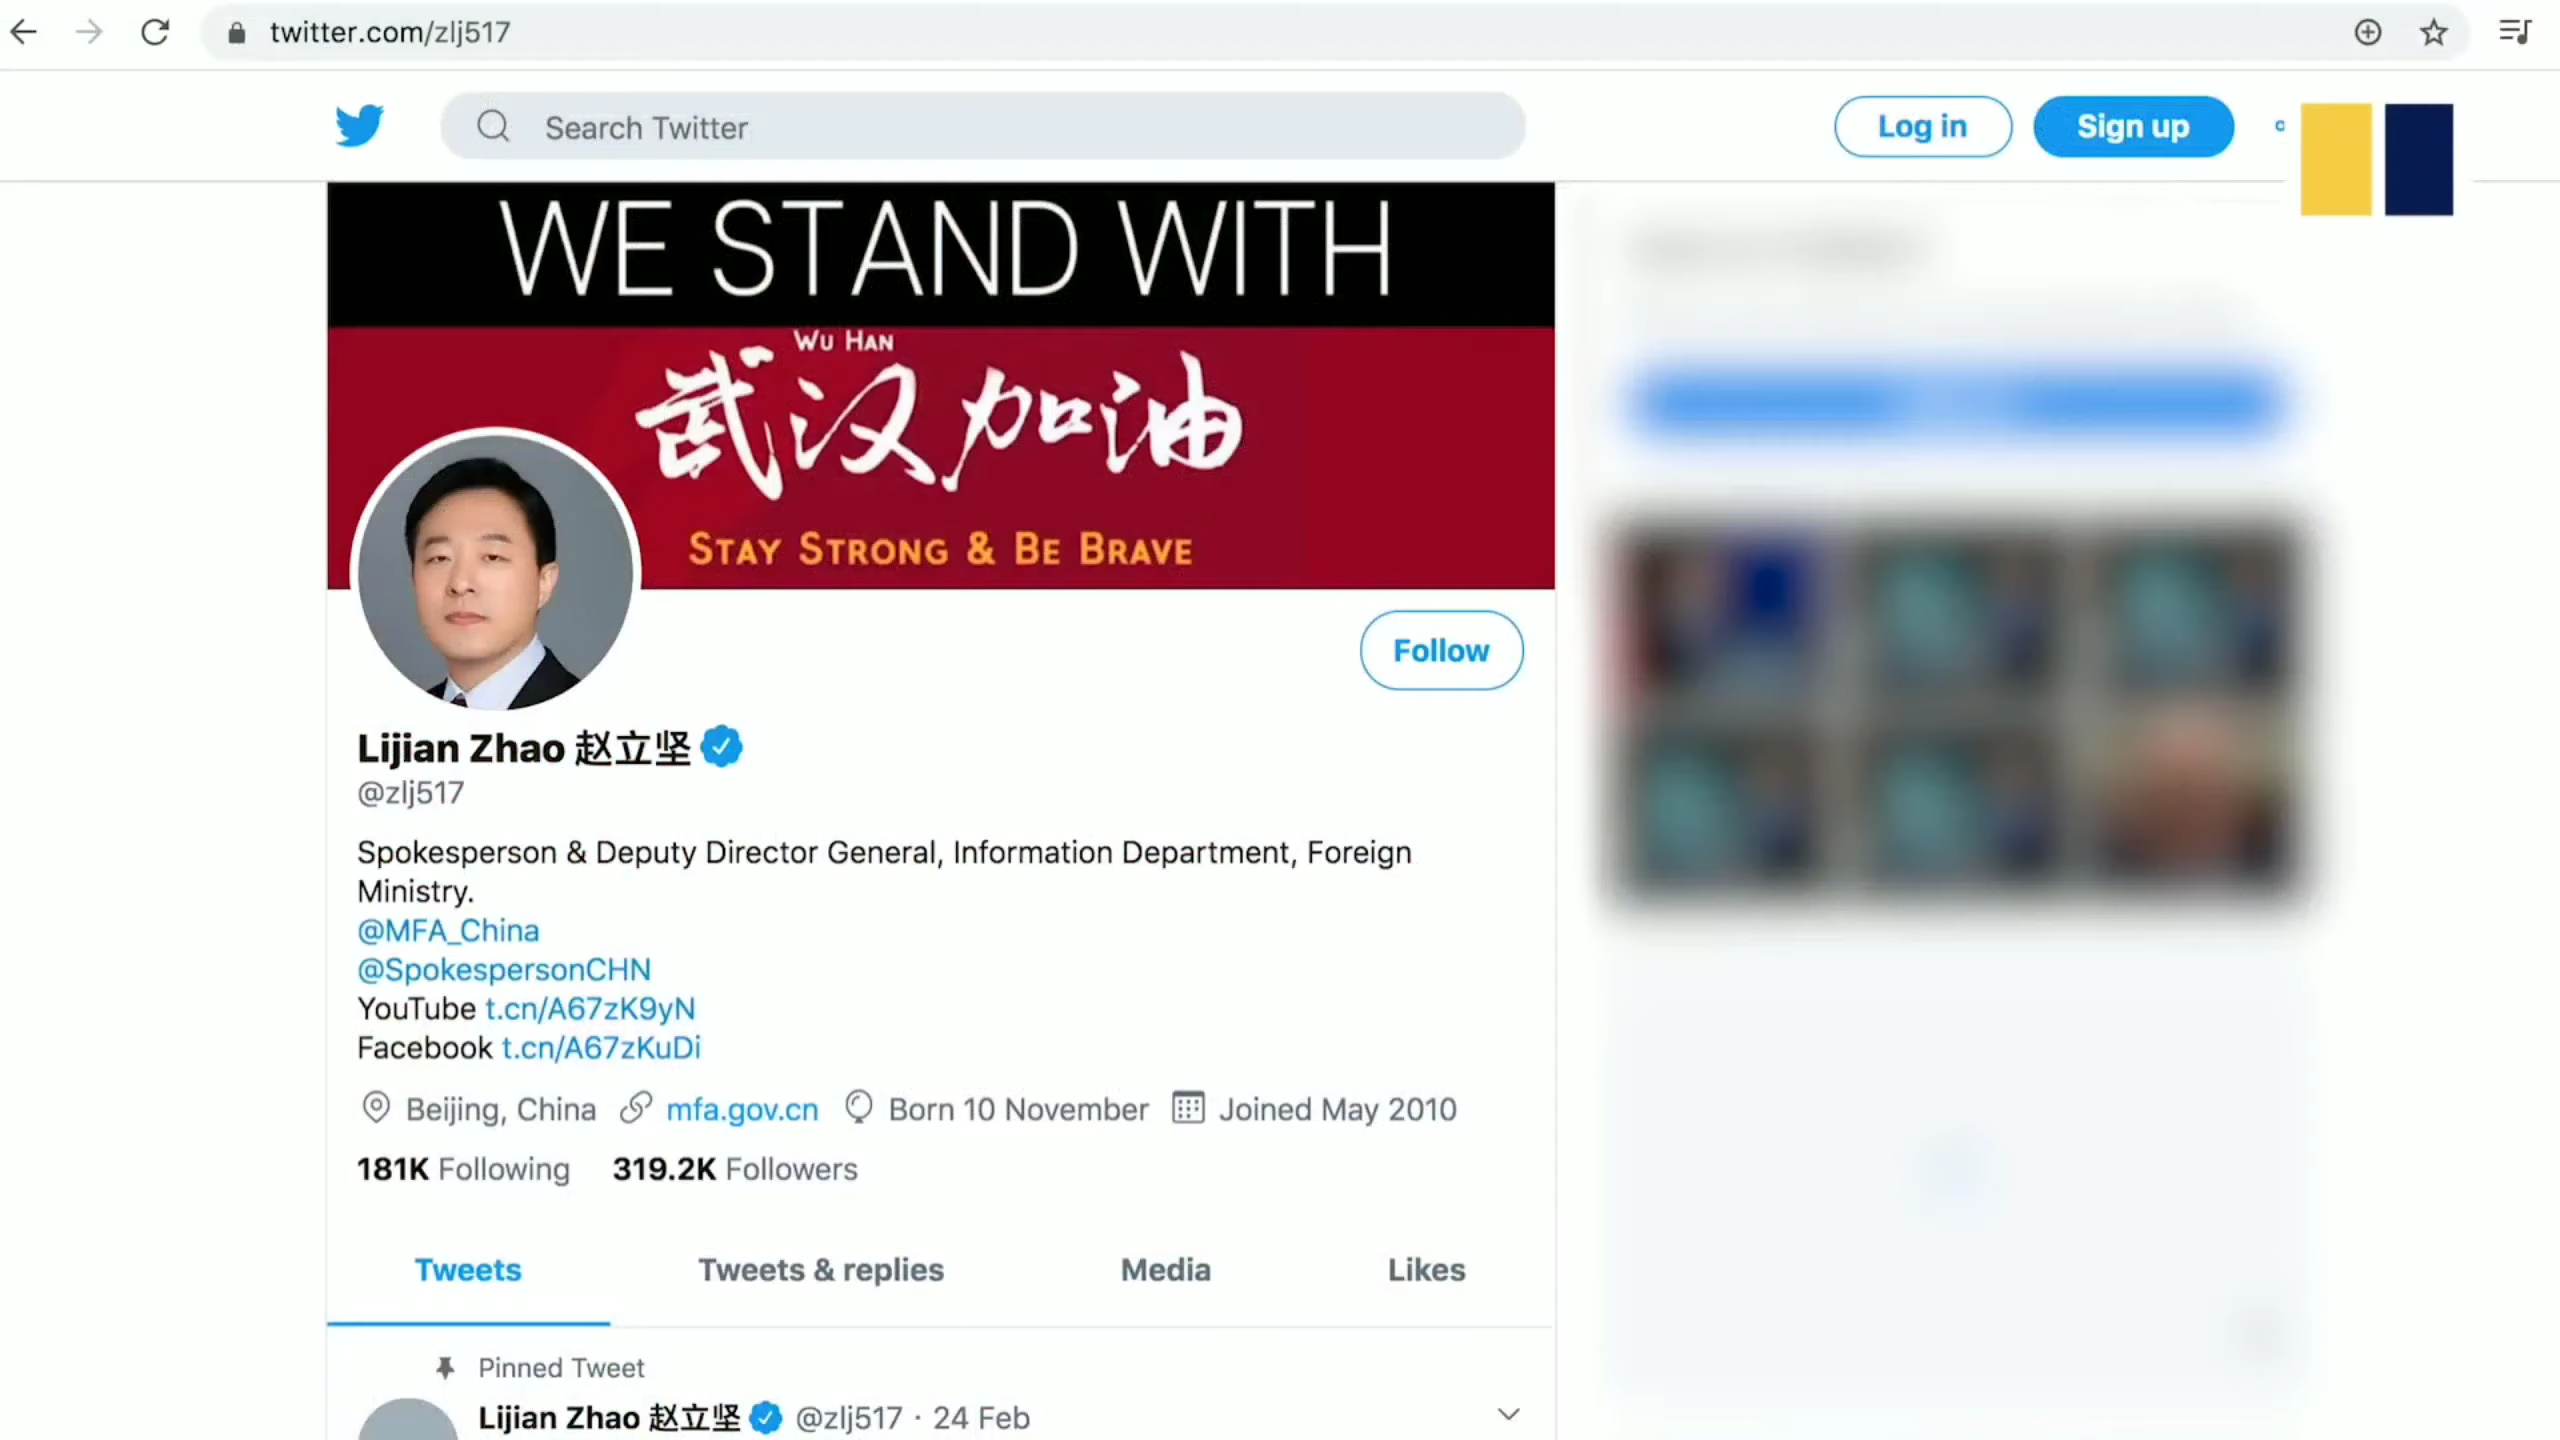 twitter.com/zlj517
Search Twitter
Log in
Sign up
WE STAND WITH
WU HAN
武汉加油
STAY STRONG & BE BRAVE
Follow
Lijian Zhao 赵立坚
@zlj517
Spokesperson & Deputy Director General, Information Department, Foreign
Ministry.
@MFA_China
@SpokespersonCHN
YouTube t.cn/A67zK9yN
Facebook t.cn/A67zKuDi
Beijing, China mfa.gov.cn Born 10 November Joined May 2010
181K Following 319.2K Followers
Tweets Tweets & replies Media Likes
Pinned Tweet
Lijian Zhao 赵立坚 @zlj517 · 24 Feb